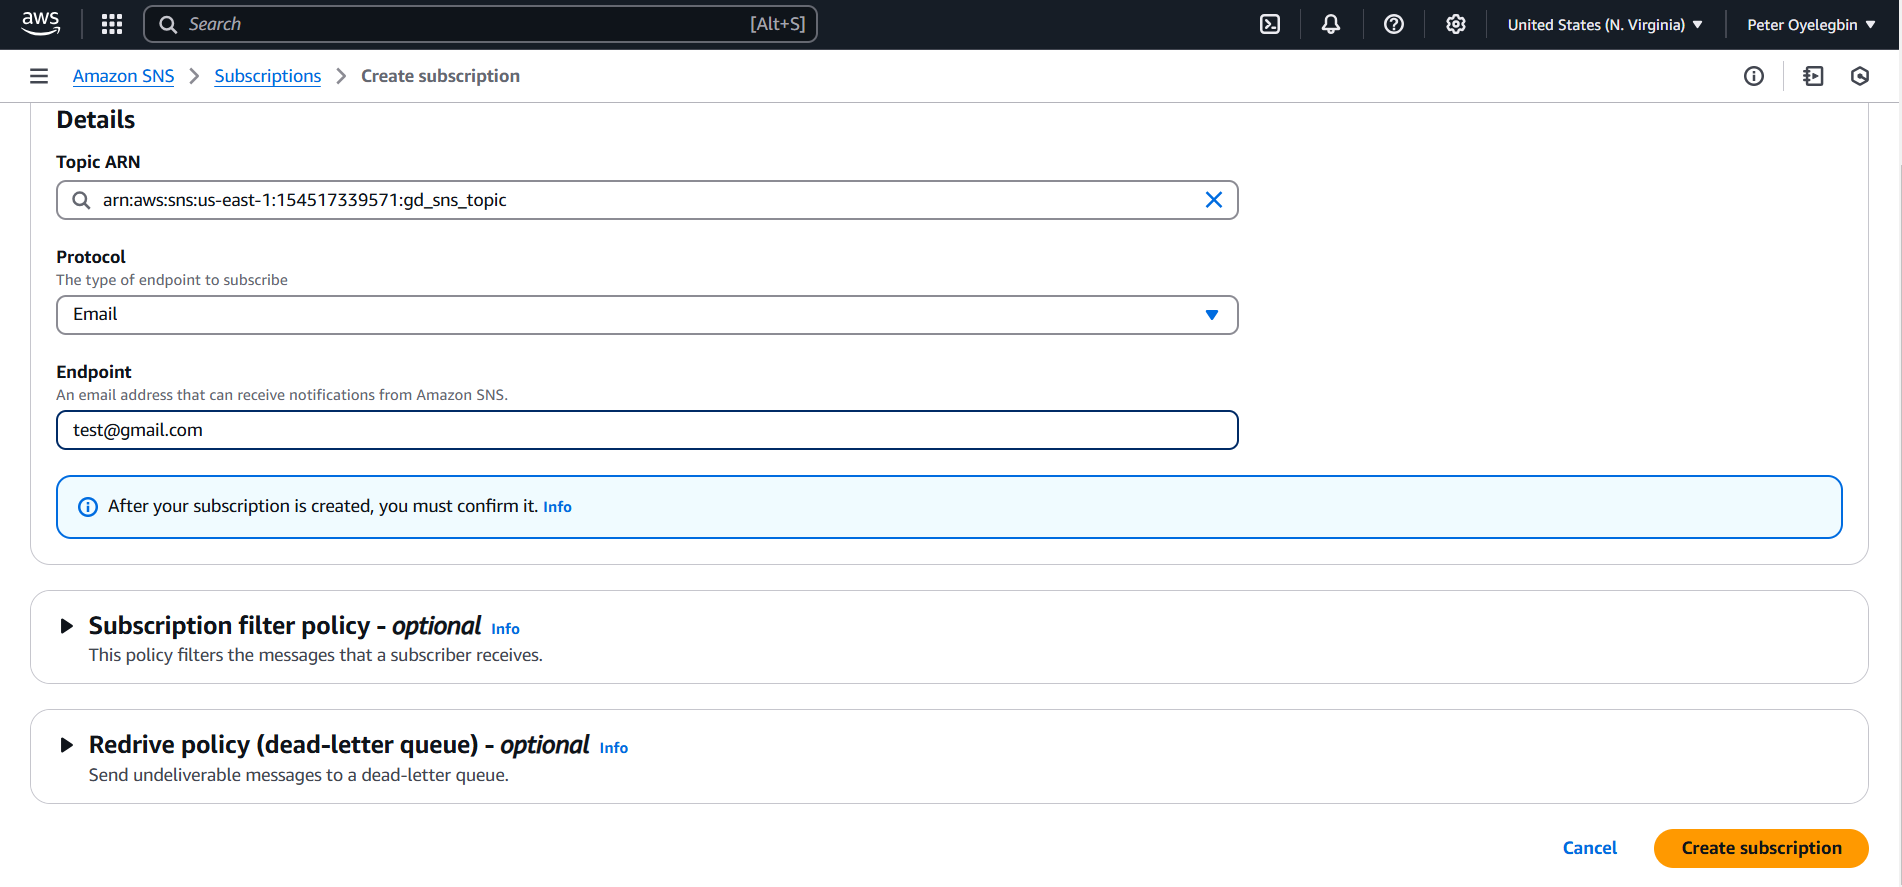 aws
Search [Alt+S]
United States (N. Virginia)
Peter Oyelegbin
Amazon SNS > Subscriptions > Create subscription
Details
Topic ARN
arn:aws:sns:us-east-1:154517339571:gd_sns_topic
Protocol
The type of endpoint to subscribe
Email
Endpoint
An email address that can receive notifications from Amazon SNS.
test@gmail.com
After your subscription is created, you must confirm it. Info
Subscription filter policy - optional Info
This policy filters the messages that a subscriber receives.
Redrive policy (dead-letter queue) - optional Info
Send undeliverable messages to a dead-letter queue.
Cancel
Create subscription